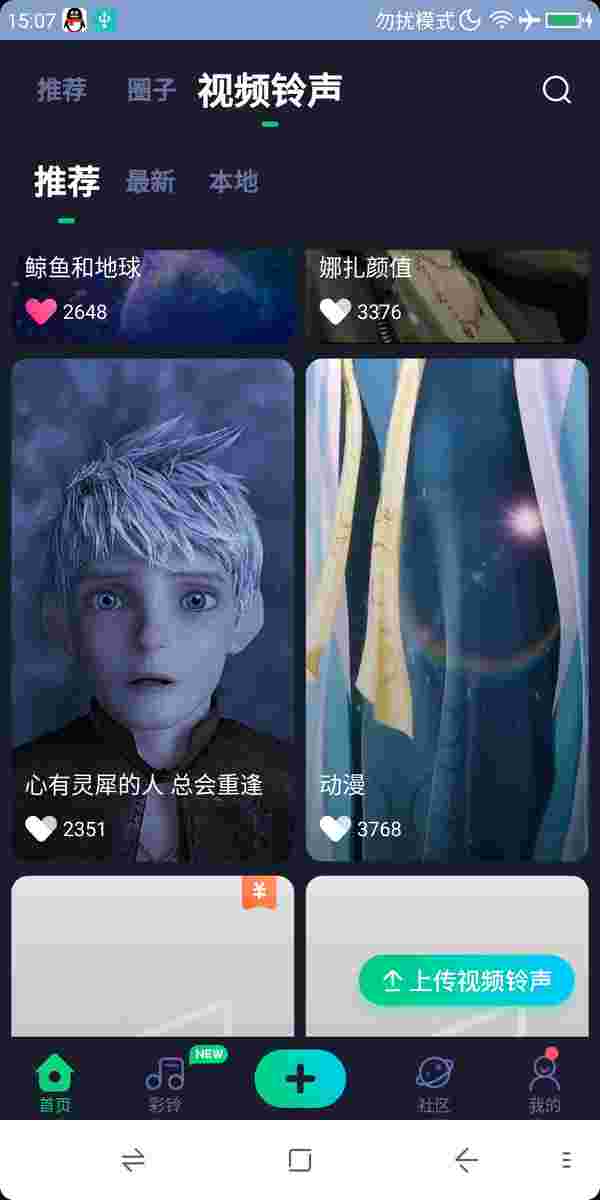 15:07 勿扰模式
推荐 圈子 视频铃声
推荐 最新 本地
鲸鱼和地球 娜扎颜值
2648 3376
心有灵犀的人 总会重逢 动漫
2351 3768
¥
上传视频铃声
NEW
首页 彩铃 社区 我的